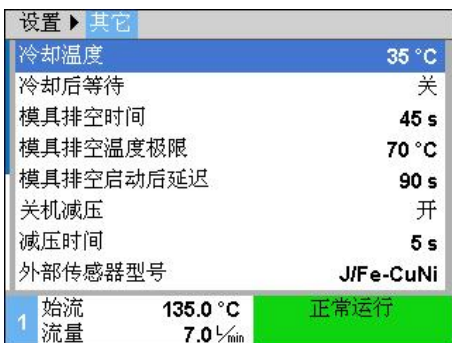 设置 ▶ 其它
冷却温度 35 °C
冷却后等待 关
模具排空时间 45 s
模具排空温度极限 70 °C
模具排空启动后延迟 90 s
关机减压 开
减压时间 5 s
外部传感器型号 J/Fe-CuNi
1 始流 135.0 °C 正常运行
流量 7.0 L/min